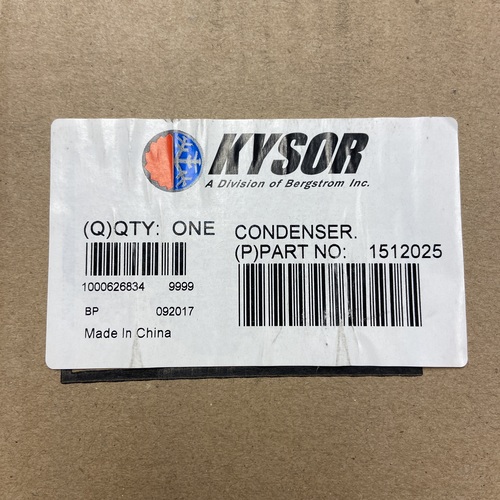 KYSOR
A Division of Bergstrom Inc.
(Q)QTY: ONE
CONDENSER.
(P)PART NO: 1512025
1000626834 9999
BP 092017
Made In China